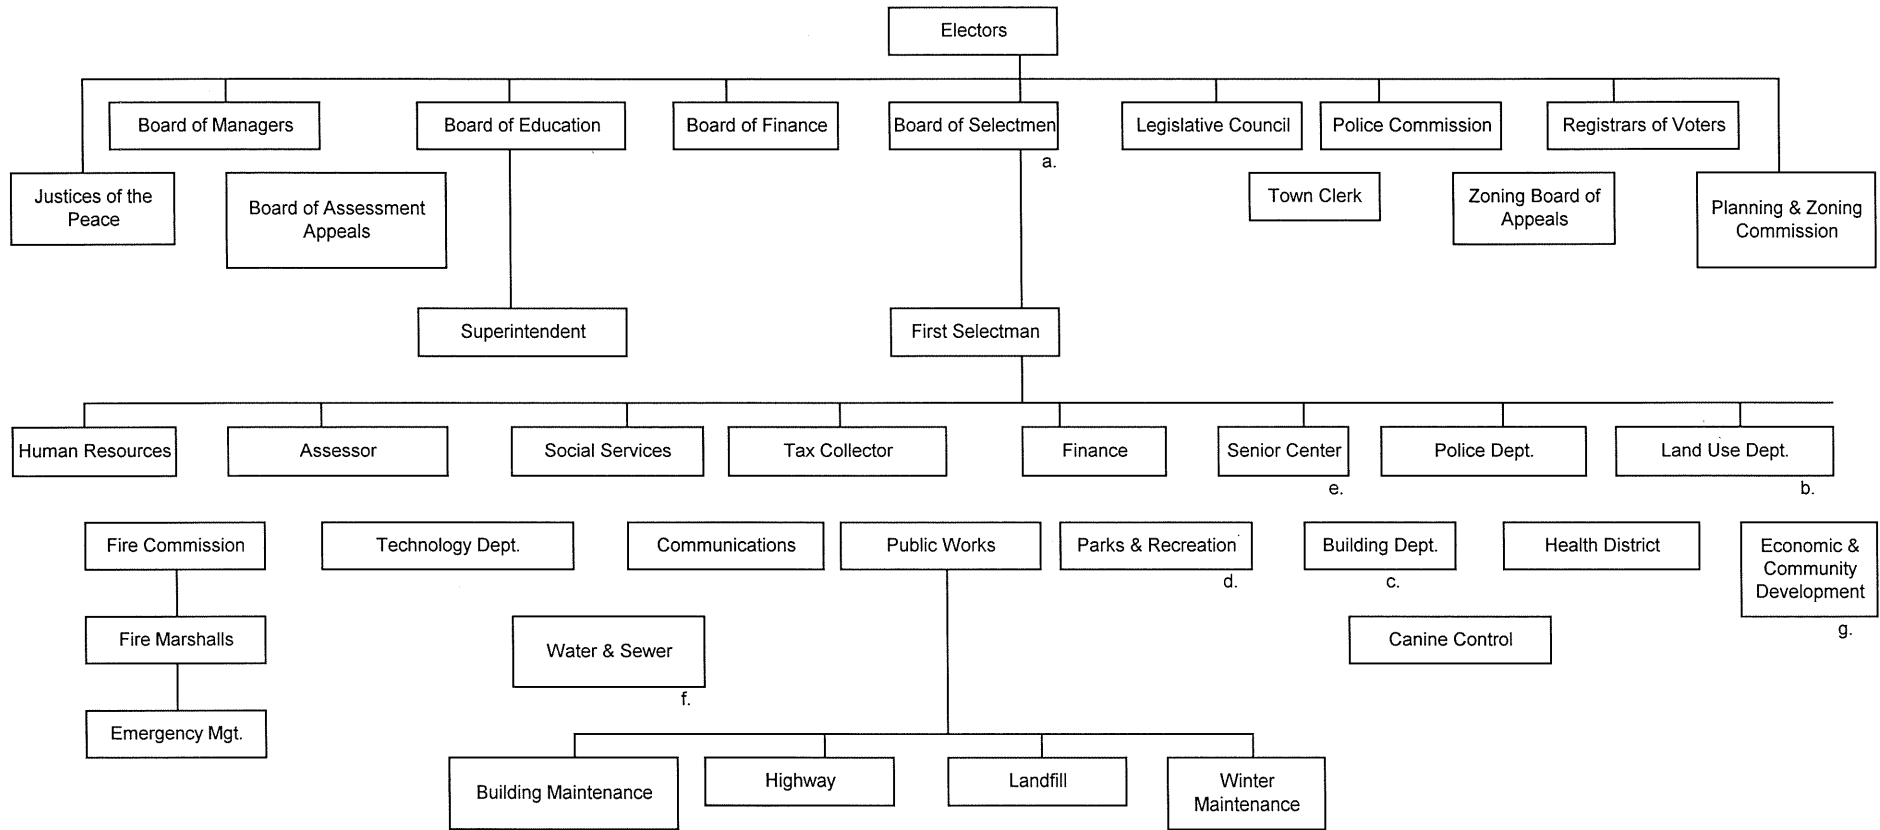 Electors
Board of Managers
Board of Education
Board of Finance
Board of Selectmen
Legislative Council
Police Commission
Registrars of Voters
a.
Justices of the
Peace
Board of Assessment
Appeals
Town Clerk
Zoning Board of
Appeals
Planning & Zoning
Commission
Superintendent
First Selectman
Human Resources
Assessor
Social Services
Tax Collector
Finance
Senior Center
Police Dept.
Land Use Dept.
e.
b.
Fire Commission
Technology Dept.
Communications
Public Works
Parks & Recreation
Building Dept.
Health District
Economic &
Community
Development
d.
c.
g.
Fire Marshalls
Water & Sewer
Canine Control
f.
Emergency Mgt.
Building Maintenance
Highway
Landfill
Winter
Maintenance